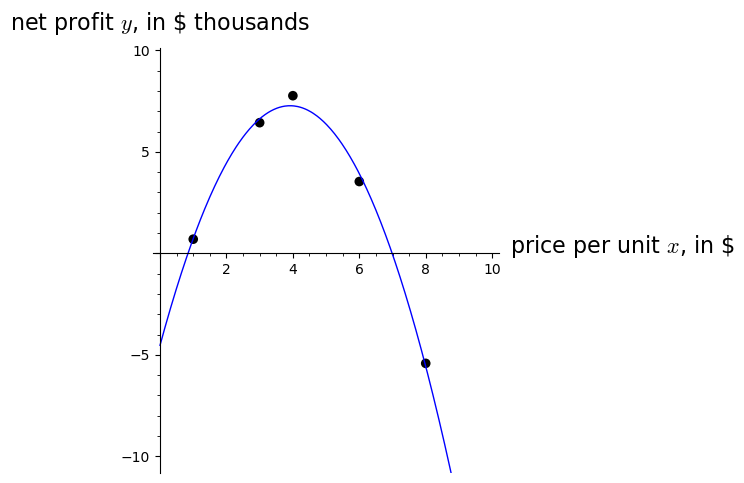 net profit y, in $ thousands
10
5
price per unit x, in $
2 4 6 8 10
−5
−10